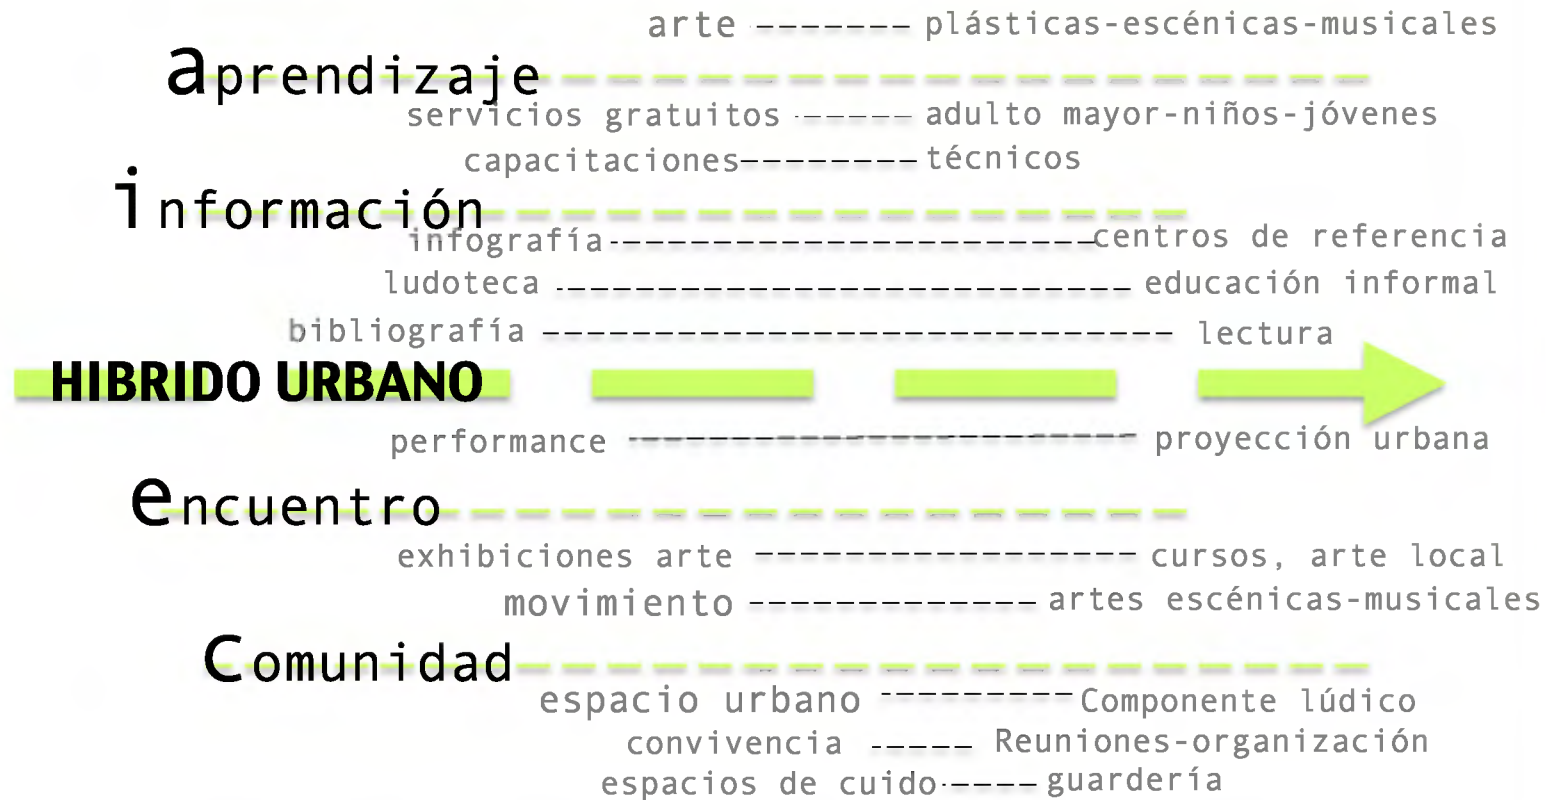 arte ------- plásticas-escénicas-musicales
aprendizaje
servicios gratuitos ----- adulto mayor-niños-jóvenes
capacitaciones-------- técnicos
información
infografía ---------------------- centros de referencia
ludoteca -------------------------- educación informal
bibliografía ---------------------------- lectura
HIBRIDO URBANO
performance ----------------------- proyección urbana
encuentro
exhibiciones arte ----------------- cursos, arte local
movimiento ------------- artes escénicas-musicales
Comunidad
espacio urbano --------- Componente lúdico
convivencia ----- Reuniones-organización
espacios de cuido ---- guardería